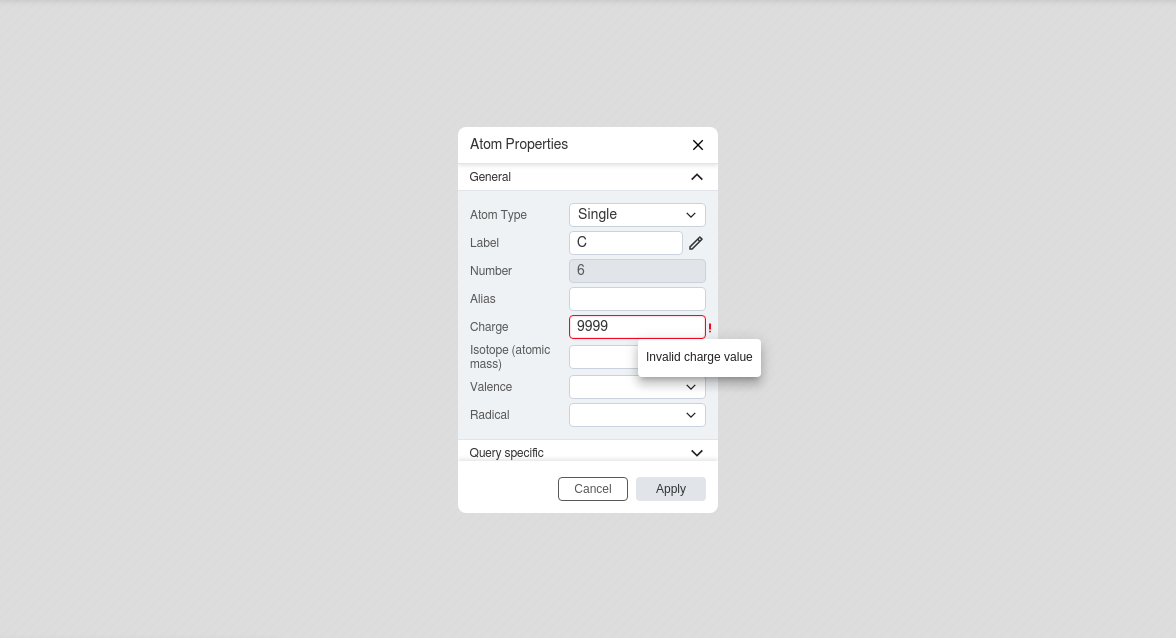 Atom Properties
General
Atom Type Single
Label C
Number 6
Alias
Charge 9999 !
Isotope (atomic
mass)
Invalid charge value
Valence
Radical
Query specific
Cancel Apply